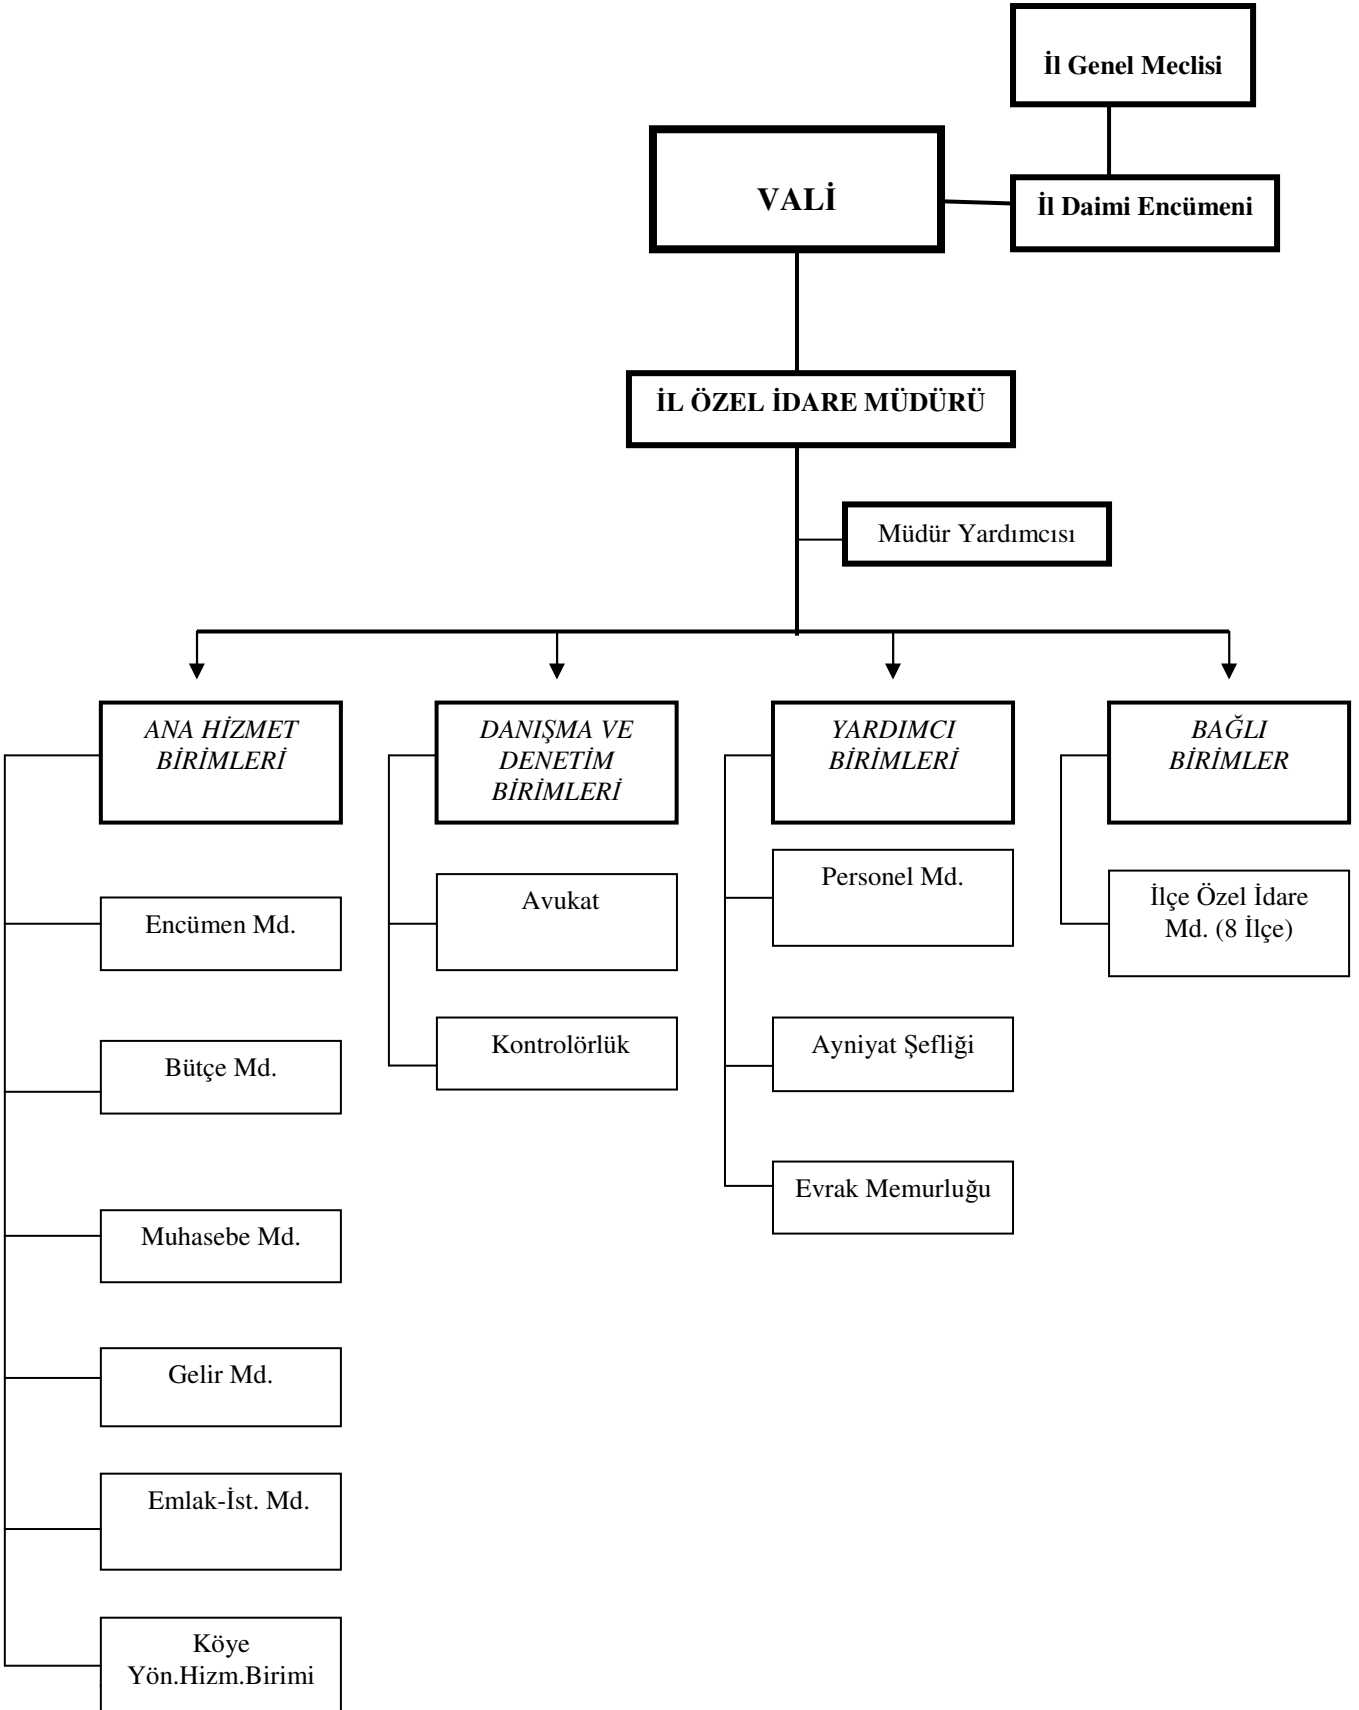 İl Genel Meclisi
VALİ
İl Daimi Encümeni
İL ÖZEL İDARE MÜDÜRÜ
Müdür Yardımcısı
ANA HİZMET
BİRİMLERİ
Encümen Md.
Bütçe Md.
Muhasebe Md.
Gelir Md.
Emlak-İst. Md.
Köye
Yön.Hizm.Birimi
DANIŞMA VE
DENETİM
BİRİMLERİ
Avukat
Kontrolörlük
YARDIMCI
BİRİMLERİ
Personel Md.
Ayniyat Şefliği
Evrak Memurluğu
BAĞLI
BİRİMLER
İlçe Özel İdare
Md. (8 İlçe)